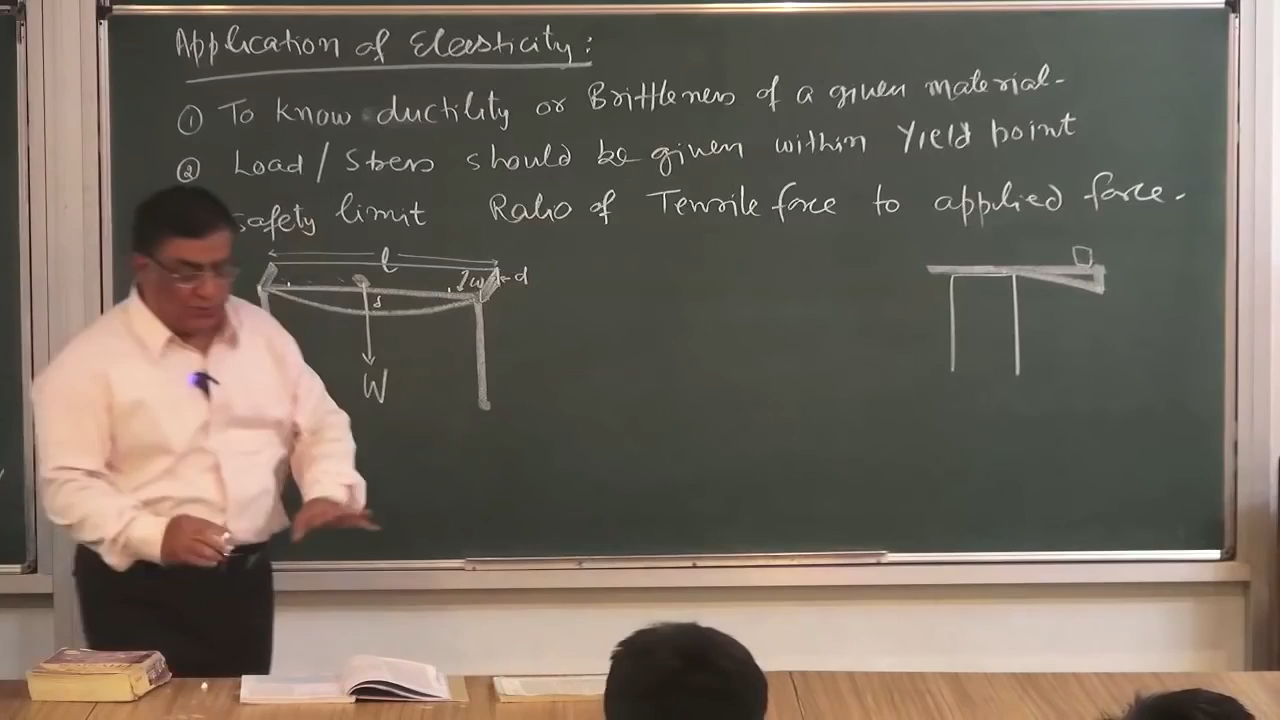 Application of Elasticity:
① To know ductility or Brittleness of a given material-
② Load/Stress should be given within Yield point
safety limit Ratio of Tensile force to applied force.
l
w d
δ
W